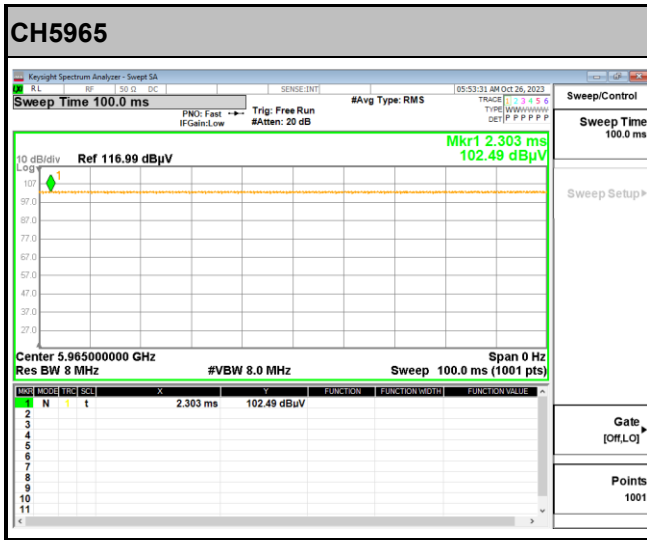 CH5965
Keysight Spectrum Analyzer - Swept SA
RL RF 50 Ω DC SENSE:INT 05:53:31 AM Oct 26, 2023
Sweep Time 100.0 ms
PNO: Fast
IFGain:Low
Trig: Free Run
#Atten: 20 dB
#Avg Type: RMS
TRACE 1 2 3 4 5 6
TYPE WWWWWW
DET P P P P P P
Mkr1 2.303 ms
102.49 dBµV
10 dB/div Ref 116.99 dBµV
Log
1
107
97.0
87.0
77.0
67.0
57.0
47.0
37.0
27.0
Center 5.965000000 GHz Span 0 Hz
Res BW 8 MHz #VBW 8.0 MHz Sweep 100.0 ms (1001 pts)
MKR MODE TRC SCL X Y FUNCTION FUNCTION WIDTH FUNCTION VALUE
1 N 1 t 2.303 ms 102.49 dBuV
2
3
4
5
6
7
8
9
10
11
Sweep/Control
Sweep Time
100.0 ms
Sweep Setup
Gate
[Off,LO]
Points
1001